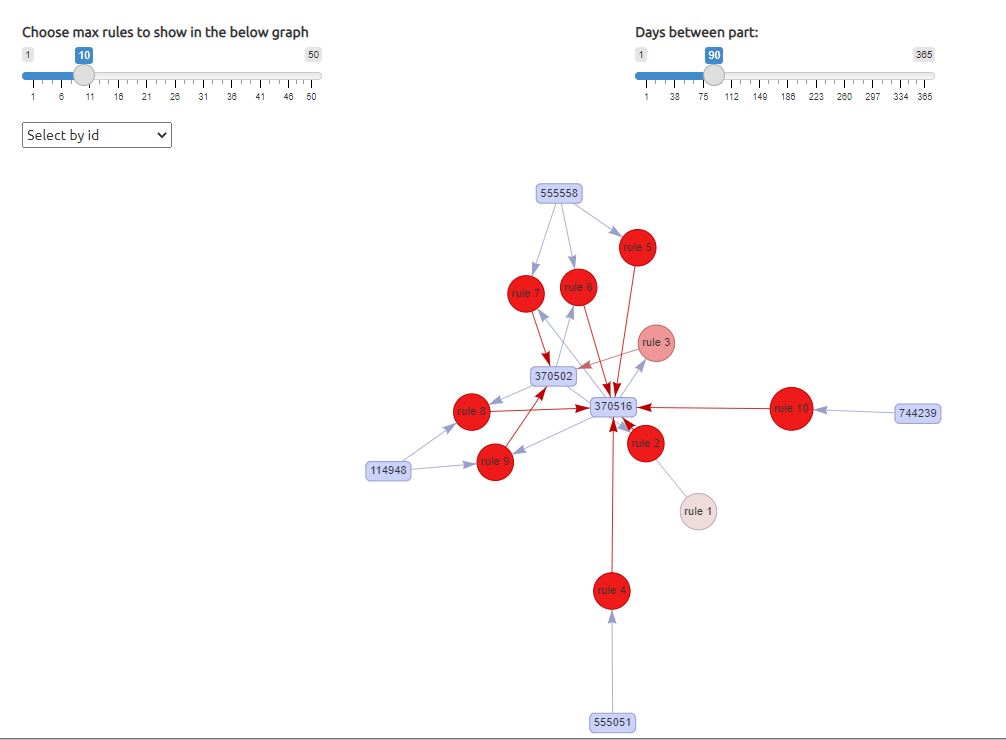 Choose max rules to show in the below graph
Days between part:
1 10 50
1 90 365
1 6 11 16 21 26 31 36 41 46 50
1 38 75 112 149 186 223 260 297 334 365
Select by id
555558
rule 5
rule 7 rule 6
rule 3
370502
rule 8 370516 rule 10 744239
rule 2
114948 rule 9
rule 1
rule 4
555051